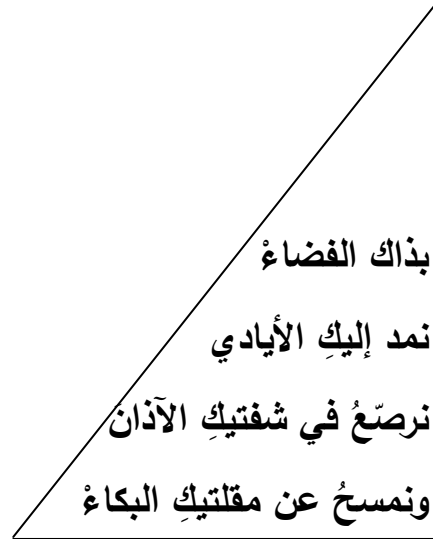 بذاك الفضاءْ
نمد إليكِ الأيادي
نرصّعُ في شفتيكِ الآذانَ
ونمسحُ عن مقلتيكِ البكاءْ